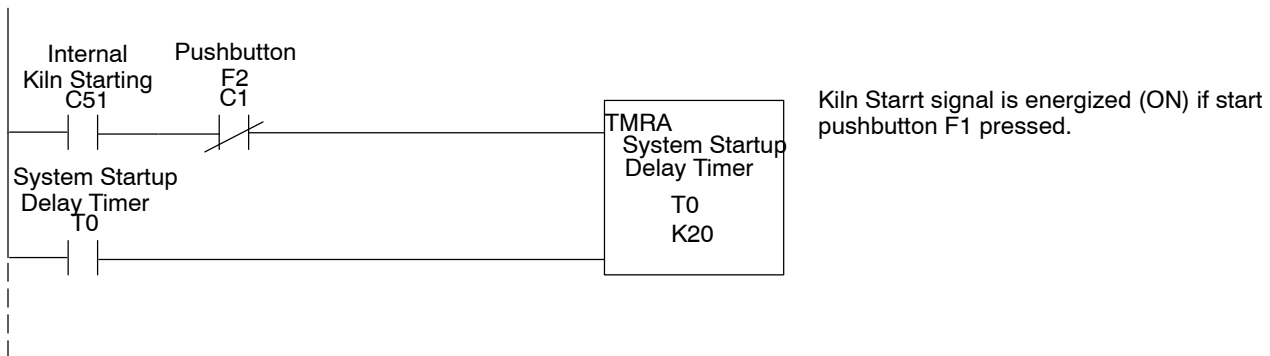 Internal
Kiln Starting
C51
Pushbutton
F2
C1
TMRA
System Startup
Delay Timer
T0
K20
Kiln Starrt signal is energized (ON) if start
pushbutton F1 pressed.
System Startup
Delay Timer
T0